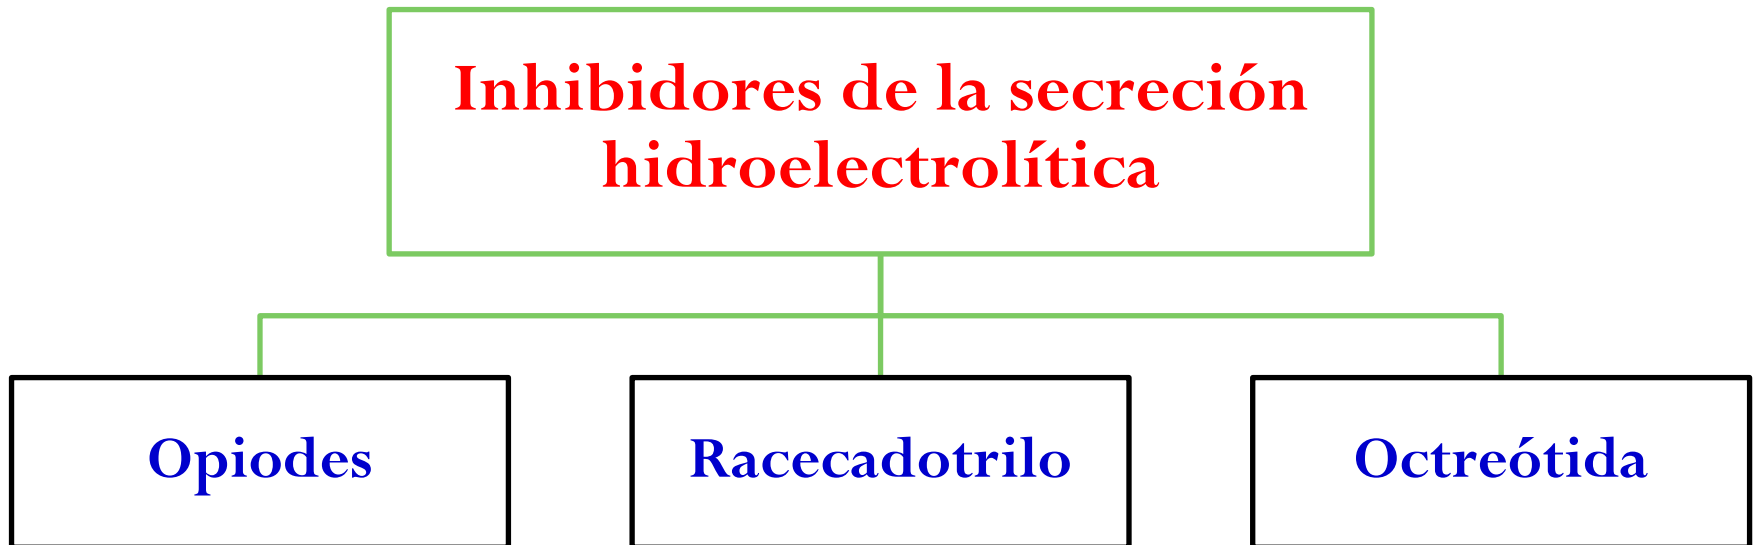 Inhibidores de la secreción
hidroelectrolítica
Opiodes
Racecadotrilo
Octreótida